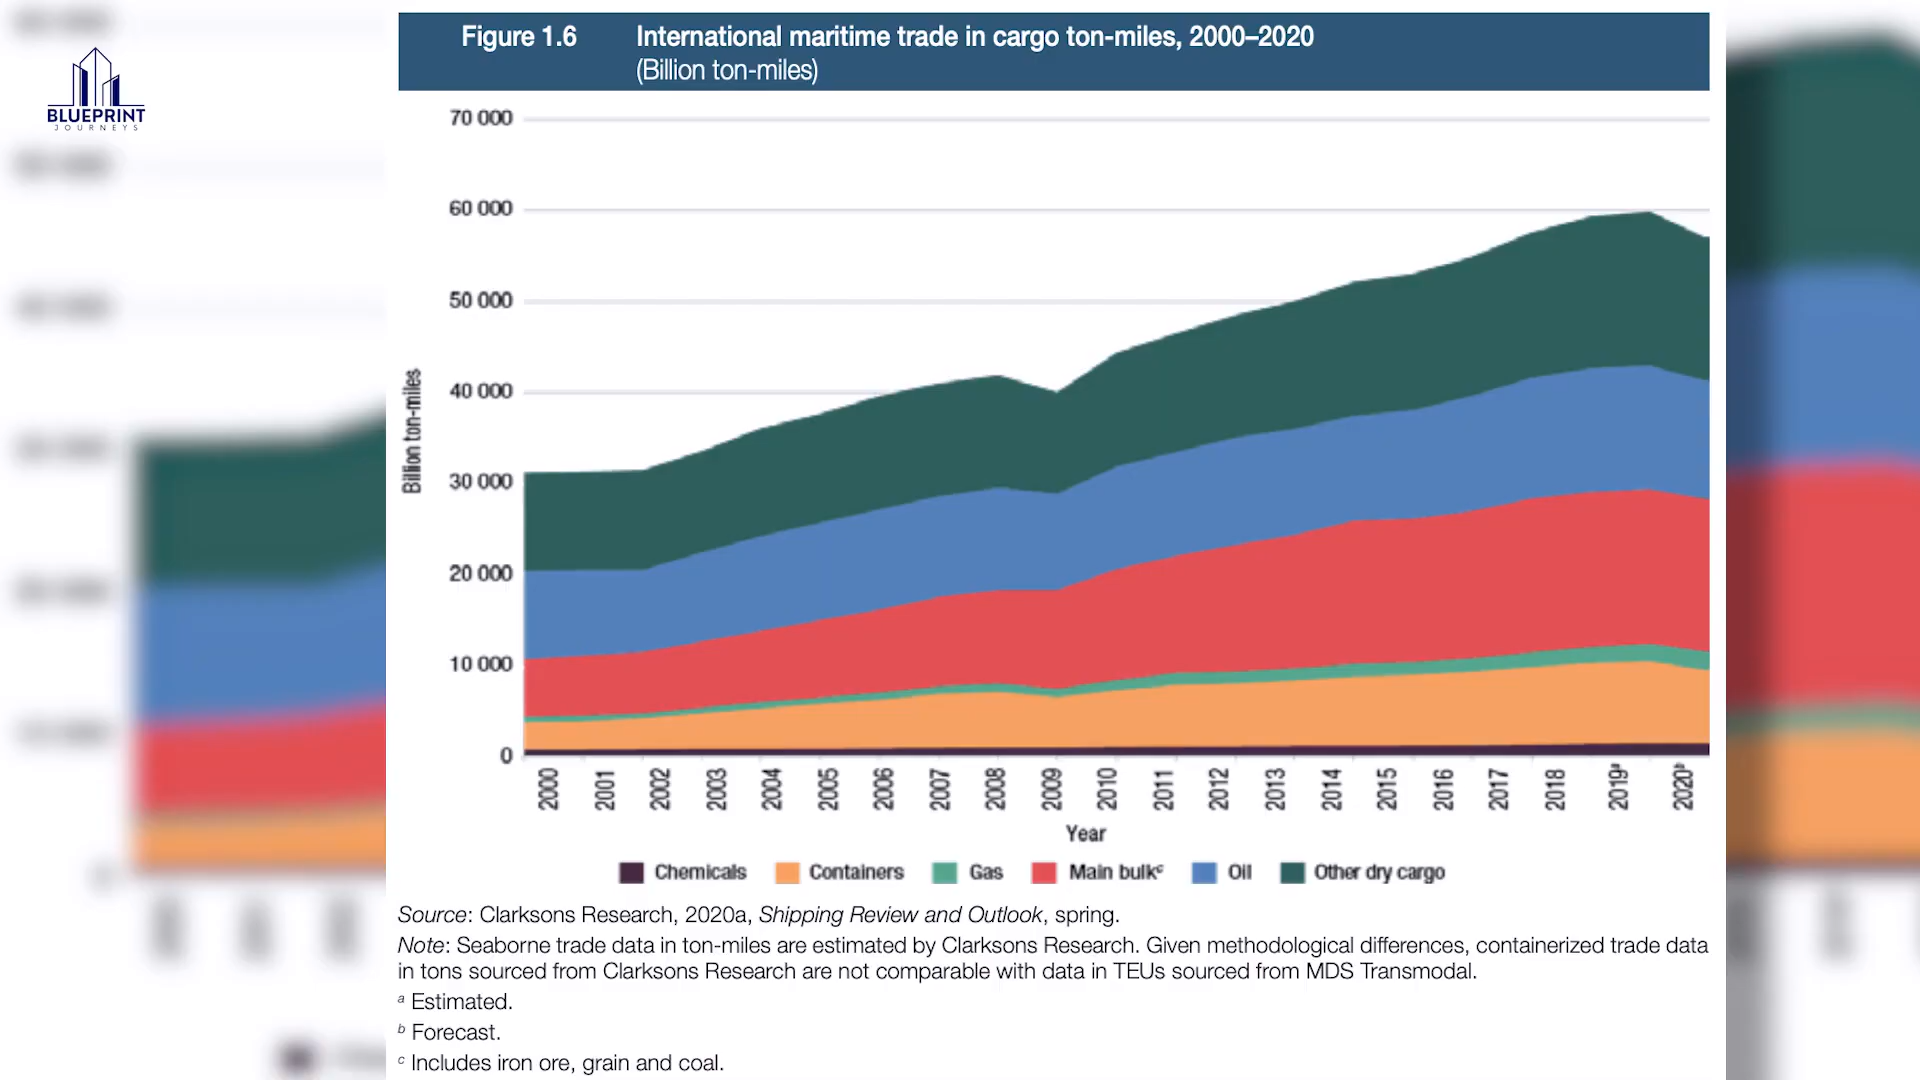 BLUEPRINT
JOURNEYS
Figure 1.6 International maritime trade in cargo ton-miles, 2000–2020
(Billion ton-miles)
70 000
60 000
50 000
40 000
30 000
20 000
10 000
0
Billion ton-miles
2000 2001 2002 2003 2004 2005 2006 2007 2008 2009 2010 2011 2012 2013 2014 2015 2016 2017 2018 2019ᵃ 2020ᵇ
Year
Chemicals Containers Gas Main bulkᶜ Oil Other dry cargo
Source: Clarksons Research, 2020a, Shipping Review and Outlook, spring.
Note: Seaborne trade data in ton-miles are estimated by Clarksons Research. Given methodological differences, containerized trade data
in tons sourced from Clarksons Research are not comparable with data in TEUs sourced from MDS Transmodal.
ᵃ Estimated.
ᵇ Forecast.
ᶜ Includes iron ore, grain and coal.